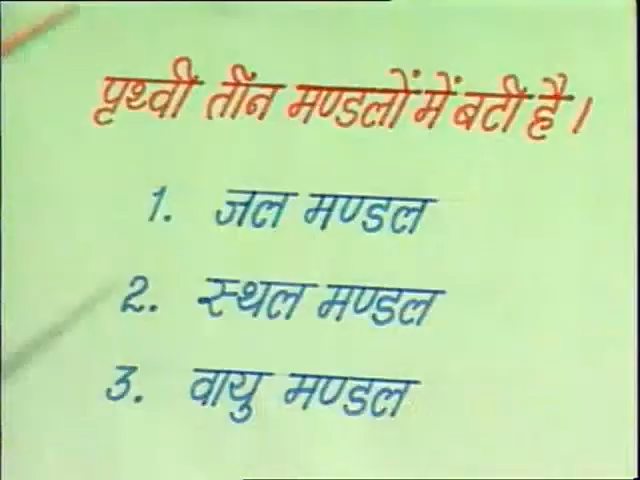 पृथ्वी तीन मण्डलों में बटी है।
1. जल मण्डल
2. स्थल मण्डल
3. वायु मण्डल